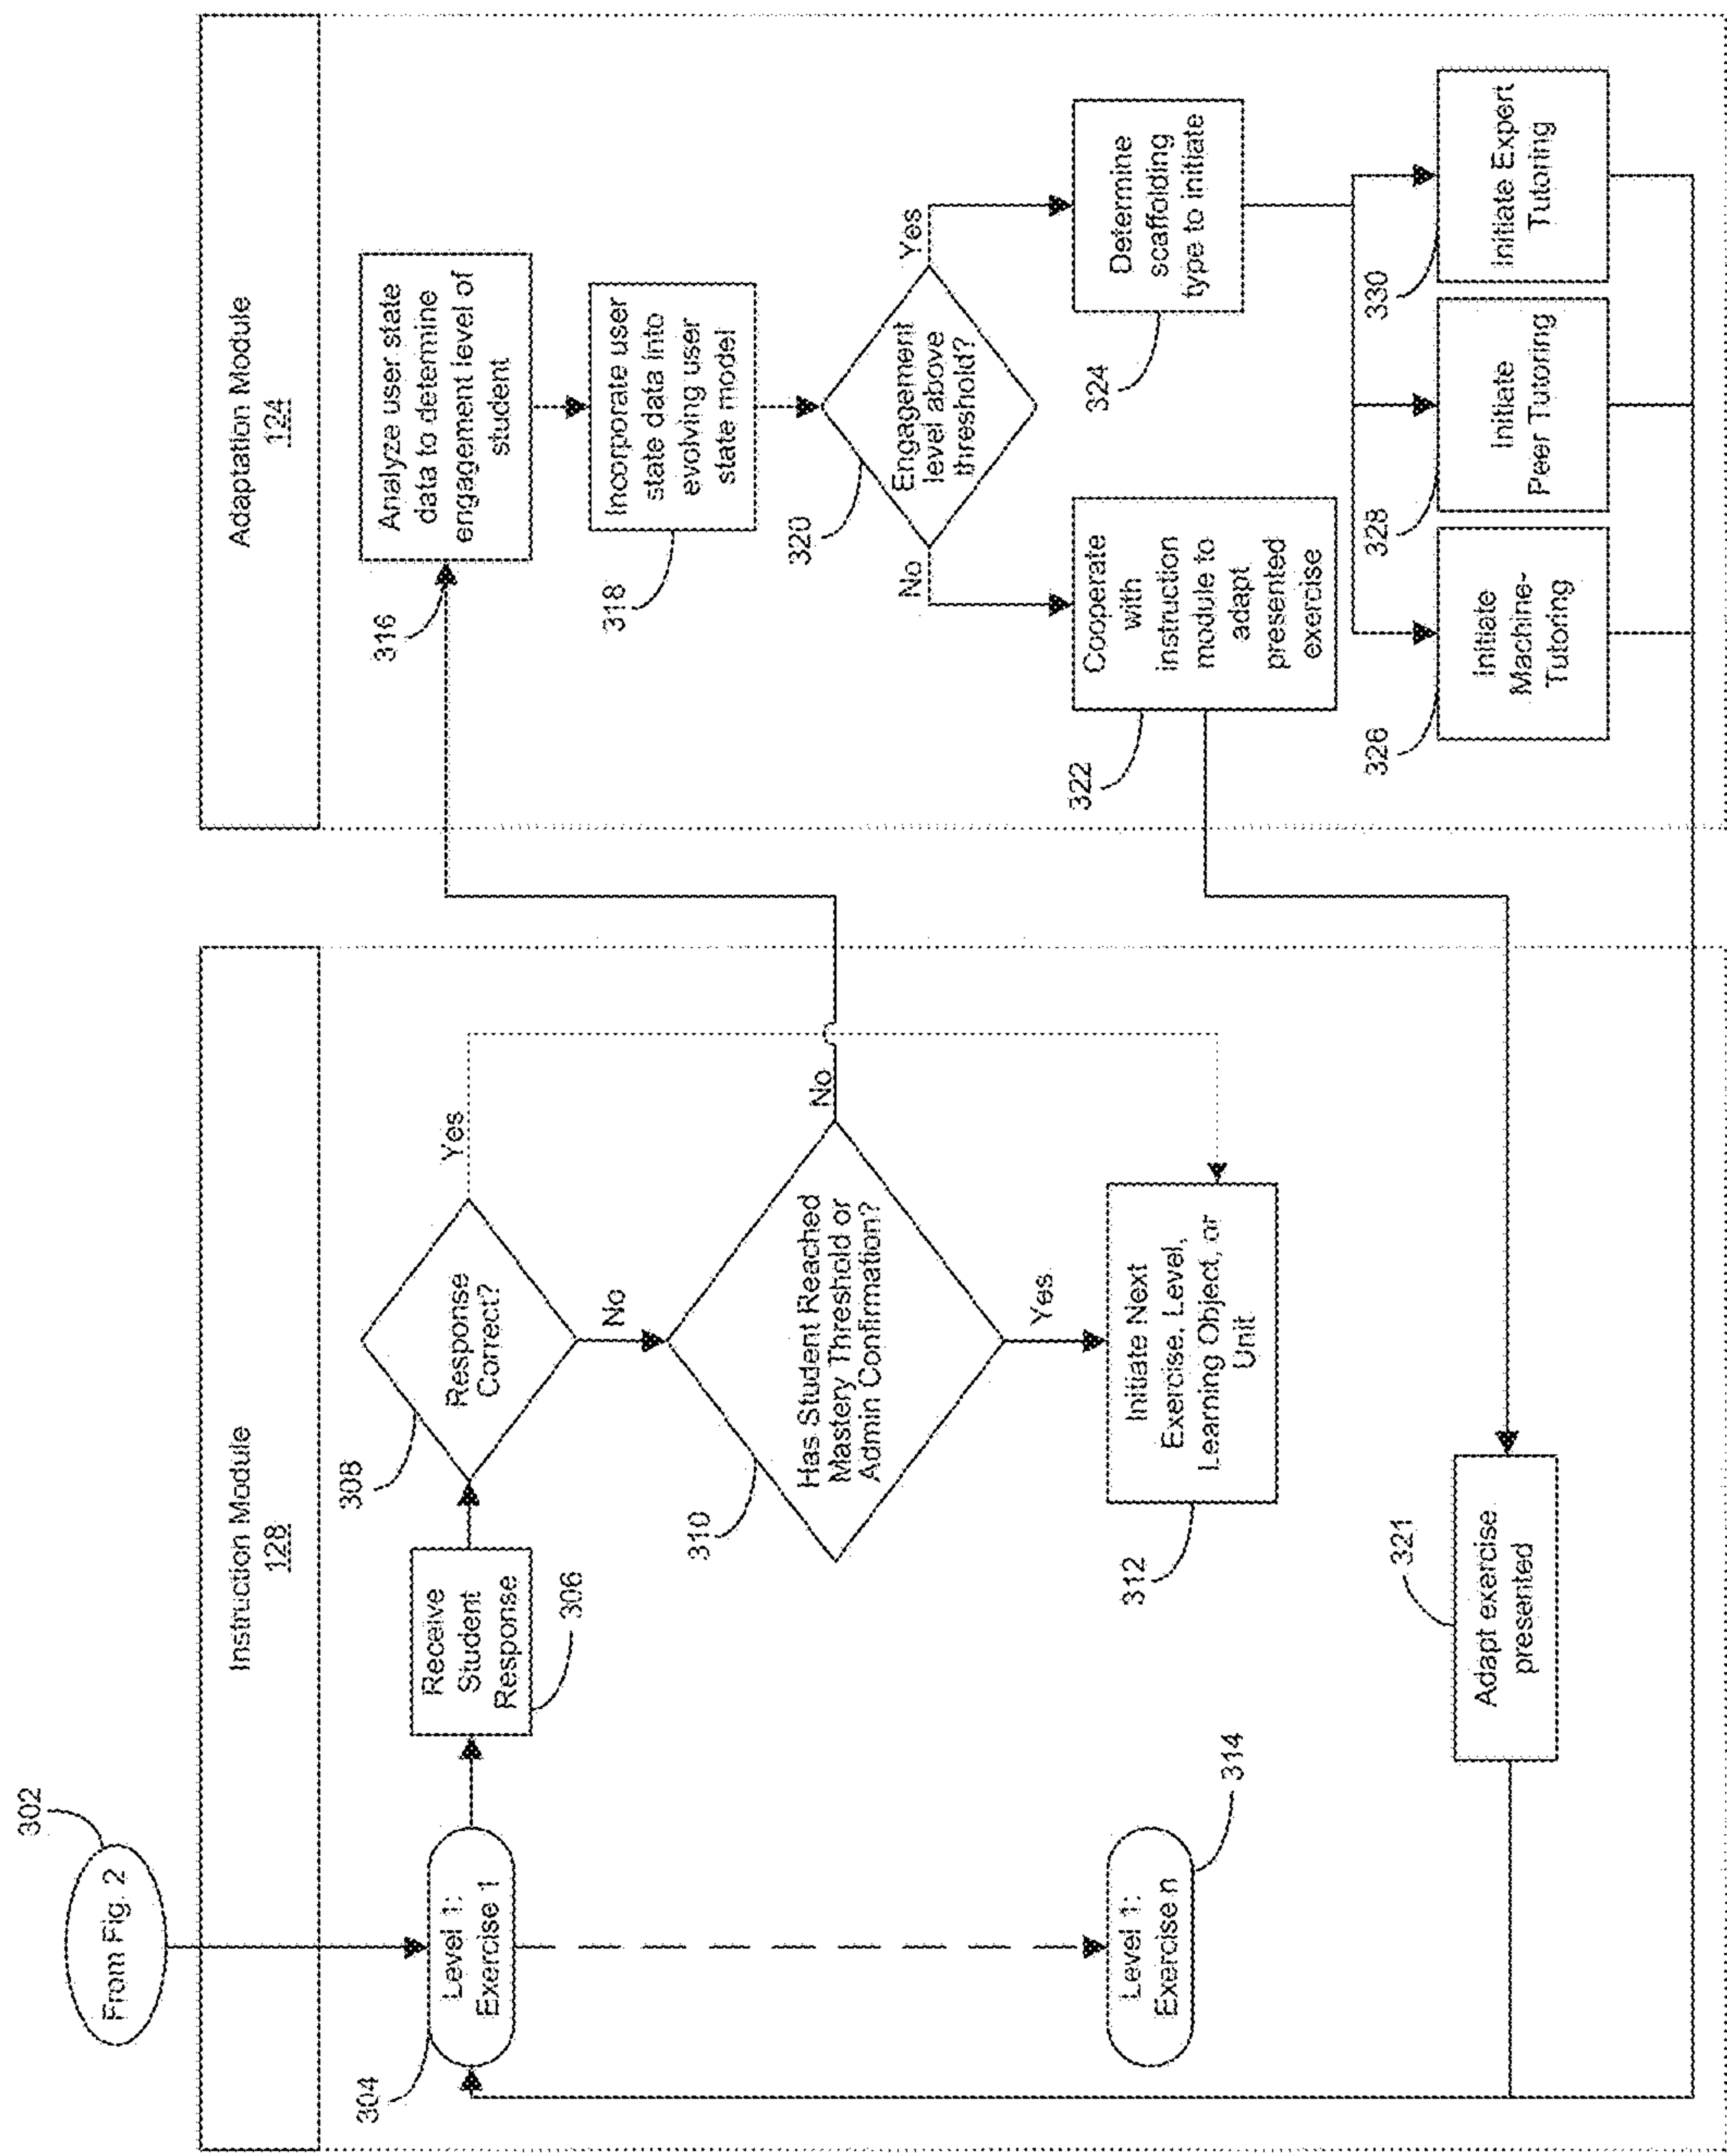 302
From Fig. 2
Instruction Module
128
304
Level 1:
Exercise 1
Receive
Student
Response
306
308
Response
Correct?
Yes
No
310
Has Student Reached
Mastery Threshold or
Admin Confirmation?
No
Yes
312
Initiate Next
Exercise, Level,
Learning Object, or
Unit
Level 1:
Exercise n
314
321
Adapt exercise
presented
Adaptation Module
124
316
Analyze user state
data to determine
engagement level of
student
318
Incorporate user
state data into
evolving user
state model
320
Engagement
level above
threshold?
No
Yes
322
Cooperate
with
instruction
module to
adapt
presented
exercise
324
Determine
scaffolding
type to initiate
326
Initiate
Machine-
Tutoring
328
Initiate
Peer Tutoring
330
Initiate Expert
Tutoring